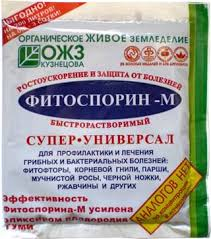 ВЫГОДНО!
ОРГАНИЧЕСКОЕ ЖИВОЕ ЗЕМЛЕДЕЛИЕ
ОЖЗ
КУЗНЕЦОВА
РОСТОУСКОРЕНИЕ И ЗАЩИТА ОТ БОЛЕЗНЕЙ
ФИТОСПОРИН -М
БЫСТРОРАСТВОРИМЫЙ
СУПЕР-УНИВЕРСАЛ
ДЛЯ ПРОФИЛАКТИКИ И ЛЕЧЕНИЯ
ГРИБНЫХ И БАКТЕРИАЛЬНЫХ БОЛЕЗНЕЙ:
ФИТОФТОРЫ, КОРНЕВОЙ ГНИЛИ, ПАРШИ,
МУЧНИСТОЙ РОСЫ, ЧЕРНОЙ НОЖКИ,
РЖАВЧИНЫ И ДРУГИХ
АНАЛОГОВ НЕТ
Эффективность
Фитоспорина-М усилена
эликсиром плодородия
ГУМИ